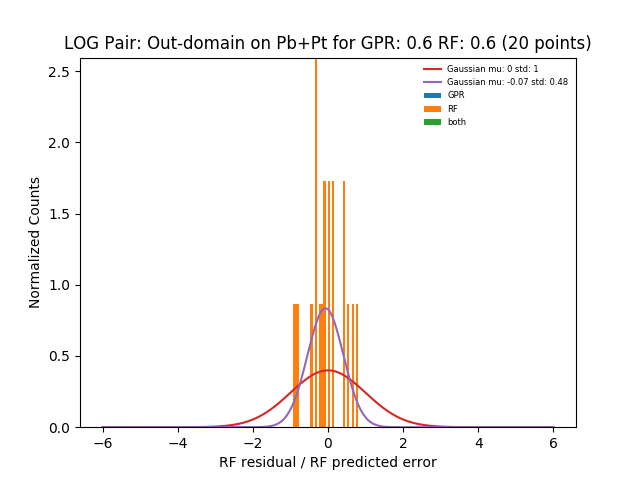 LOG Pair: Out-domain on Pb+Pt for GPR: 0.6 RF: 0.6 (20 points)
Gaussian mu: 0 std: 1
Gaussian mu: -0.07 std: 0.48
GPR
RF
both
Normalized Counts
2.5
2.0
1.5
1.0
0.5
0.0
−6 −4 −2 0 2 4 6
RF residual / RF predicted error